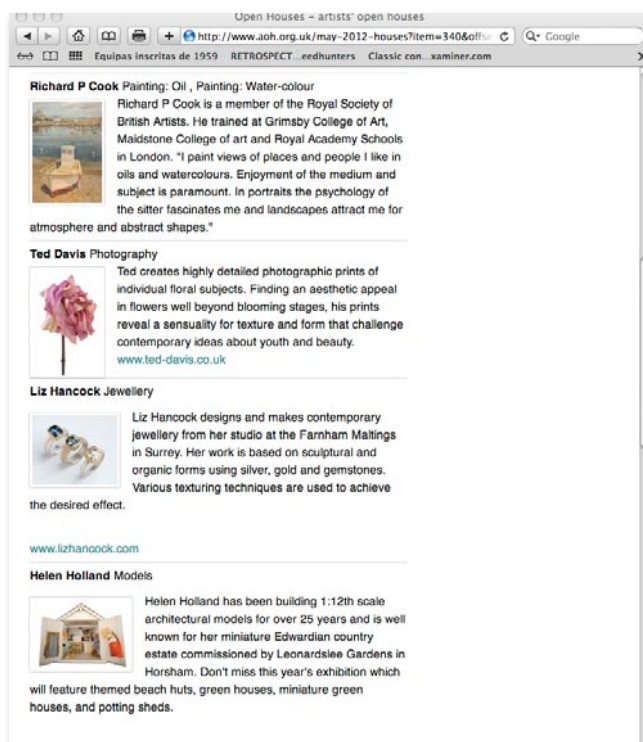 Open Houses – artists' open houses
http://www.aoh.org.uk/may-2012-houses?item=340&offs
Google
Equipas inscritas de 1959 RETROSPECT...eedhunters Classic con...xaminer.com
Richard P Cook Painting: Oil , Painting: Water-colour
Richard P Cook is a member of the Royal Society of
British Artists. He trained at Grimsby College of Art,
Maidstone College of art and Royal Academy Schools
in London. "I paint views of places and people I like in
oils and watercolours. Enjoyment of the medium and
subject is paramount. In portraits the psychology of
the sitter fascinates me and landscapes attract me for
atmosphere and abstract shapes."
Ted Davis Photography
Ted creates highly detailed photographic prints of
individual floral subjects. Finding an aesthetic appeal
in flowers well beyond blooming stages, his prints
reveal a sensuality for texture and form that challenge
contemporary ideas about youth and beauty.
www.ted-davis.co.uk
Liz Hancock Jewellery
Liz Hancock designs and makes contemporary
jewellery from her studio at the Farnham Maltings
in Surrey. Her work is based on sculptural and
organic forms using silver, gold and gemstones.
Various texturing techniques are used to achieve
the desired effect.
www.lizhancock.com
Helen Holland Models
Helen Holland has been building 1:12th scale
architectural models for over 25 years and is well
known for her miniature Edwardian country
estate commissioned by Leonardslee Gardens in
Horsham. Don't miss this year's exhibition which
will feature themed beach huts, green houses, miniature green
houses, and potting sheds.